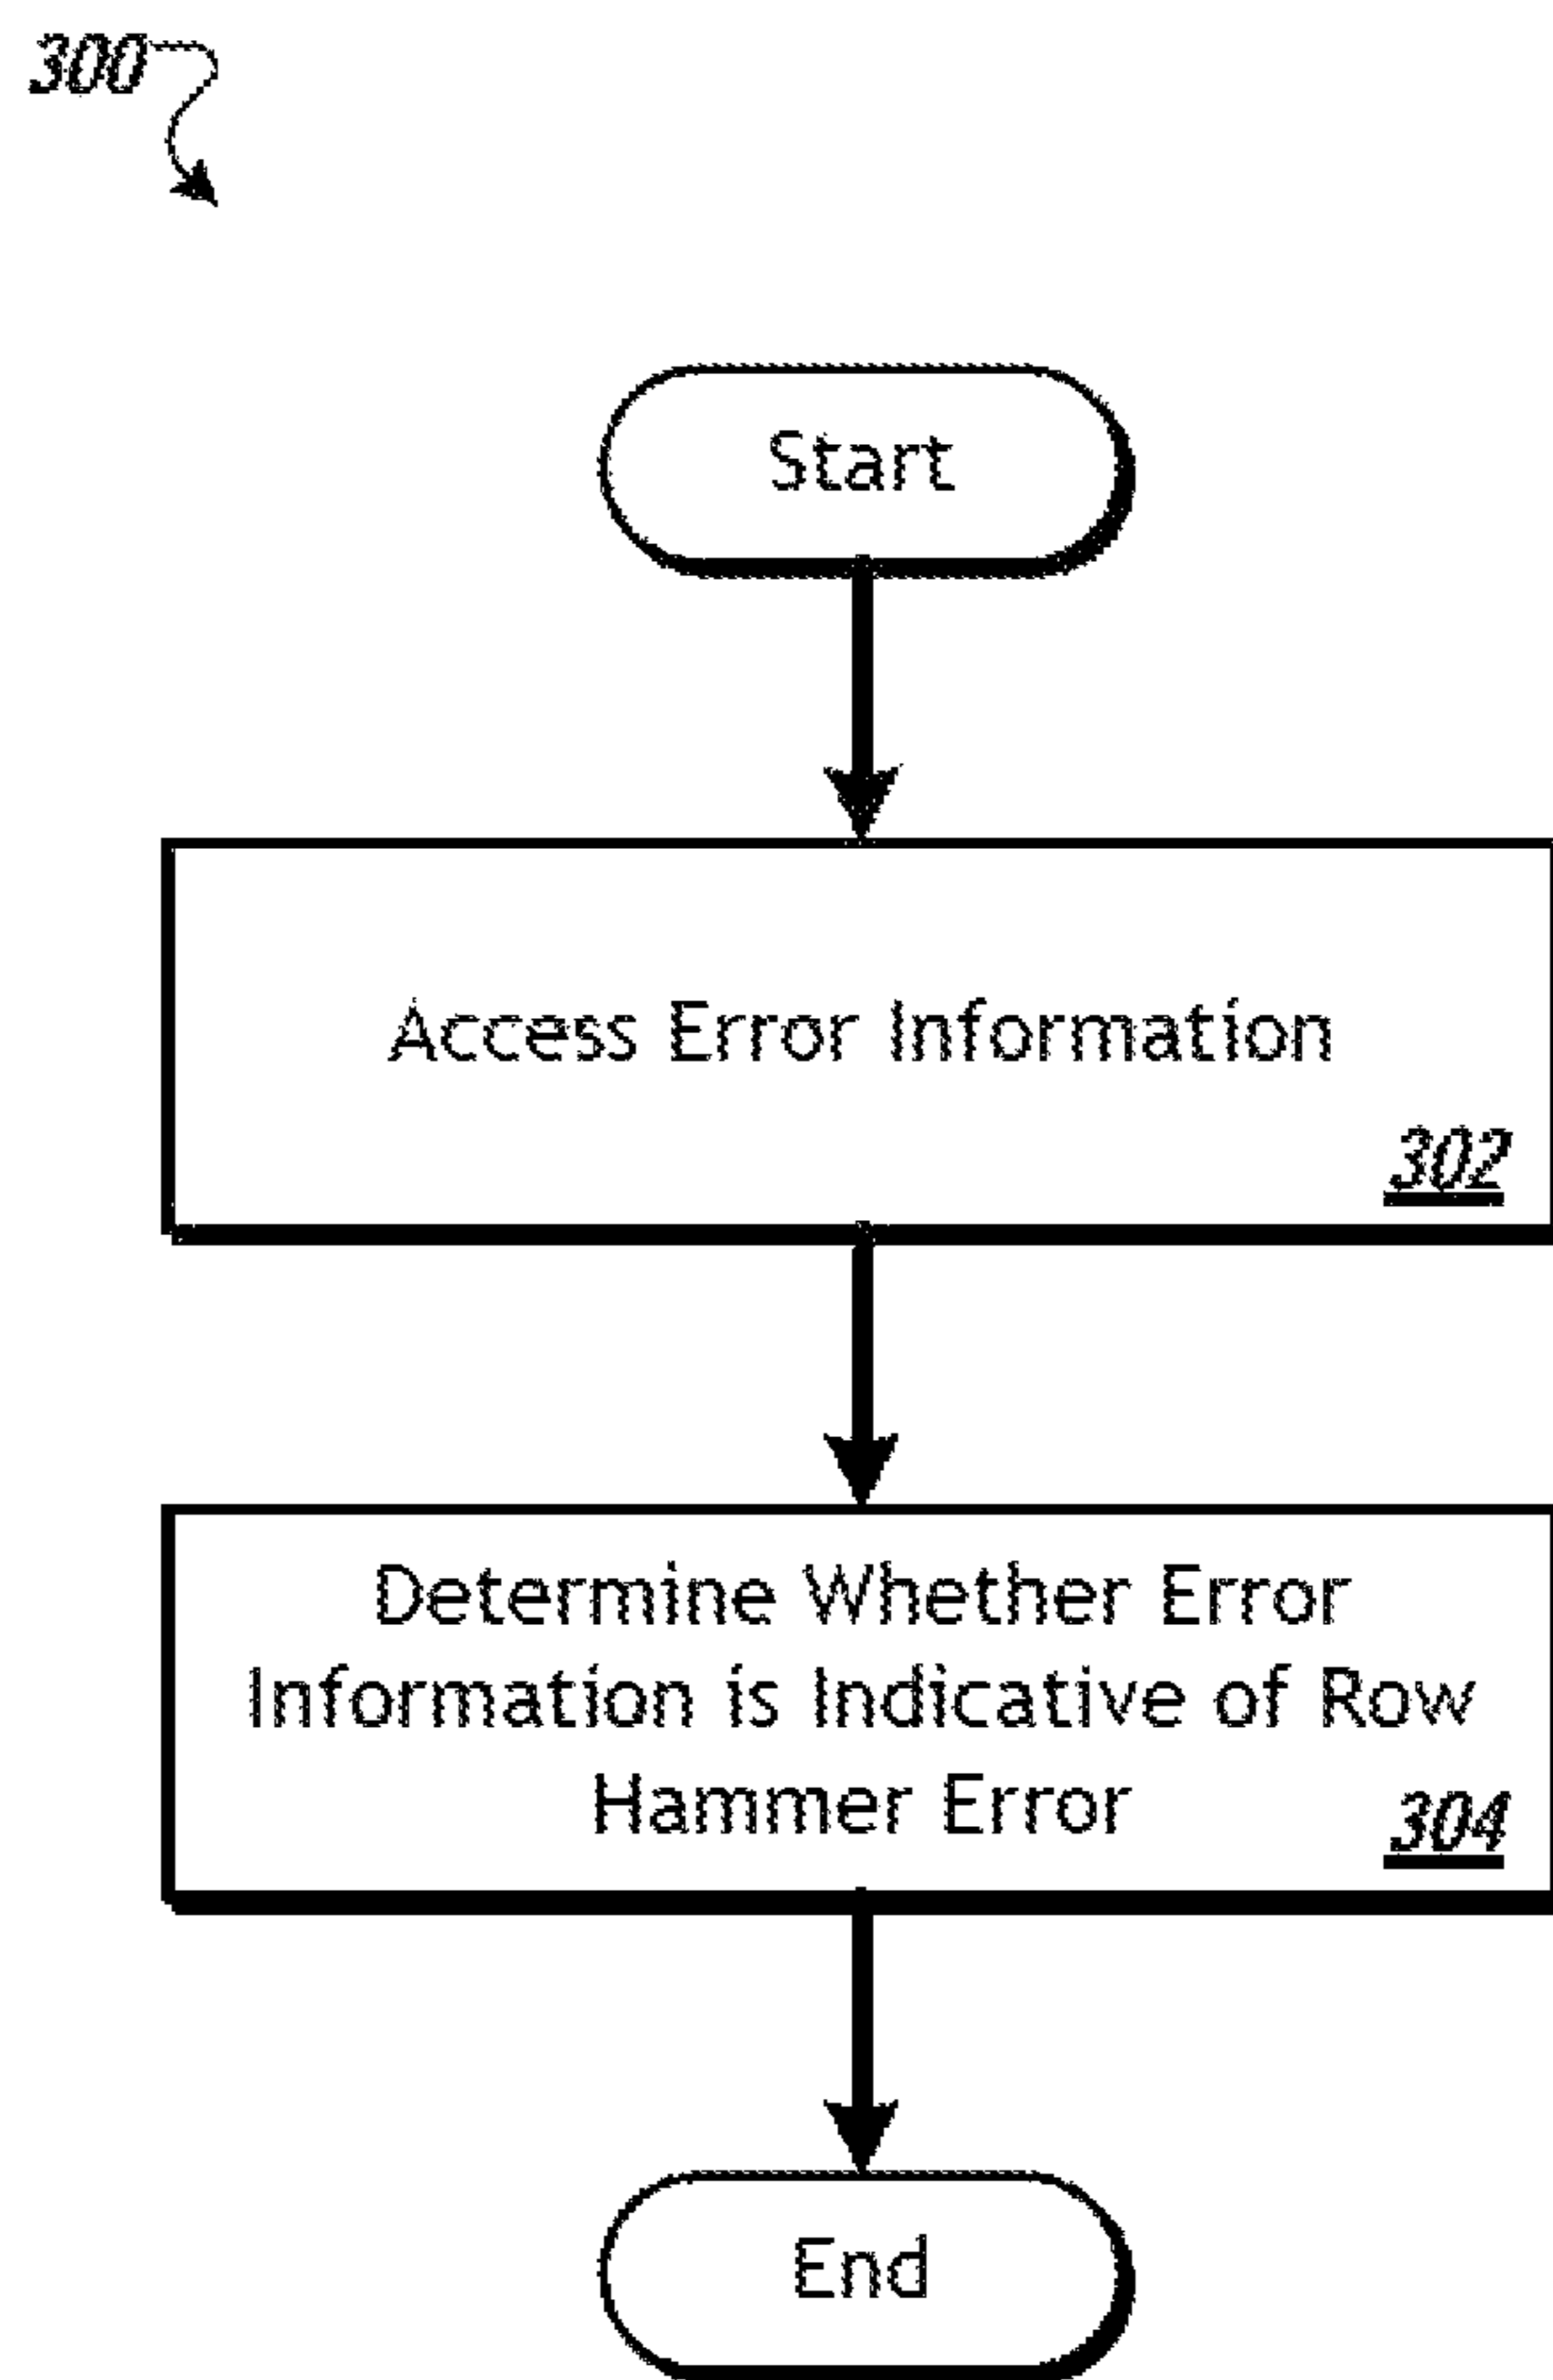 300
Start
Access Error Information
302
Determine Whether Error
Information is Indicative of Row
Hammer Error
304
End